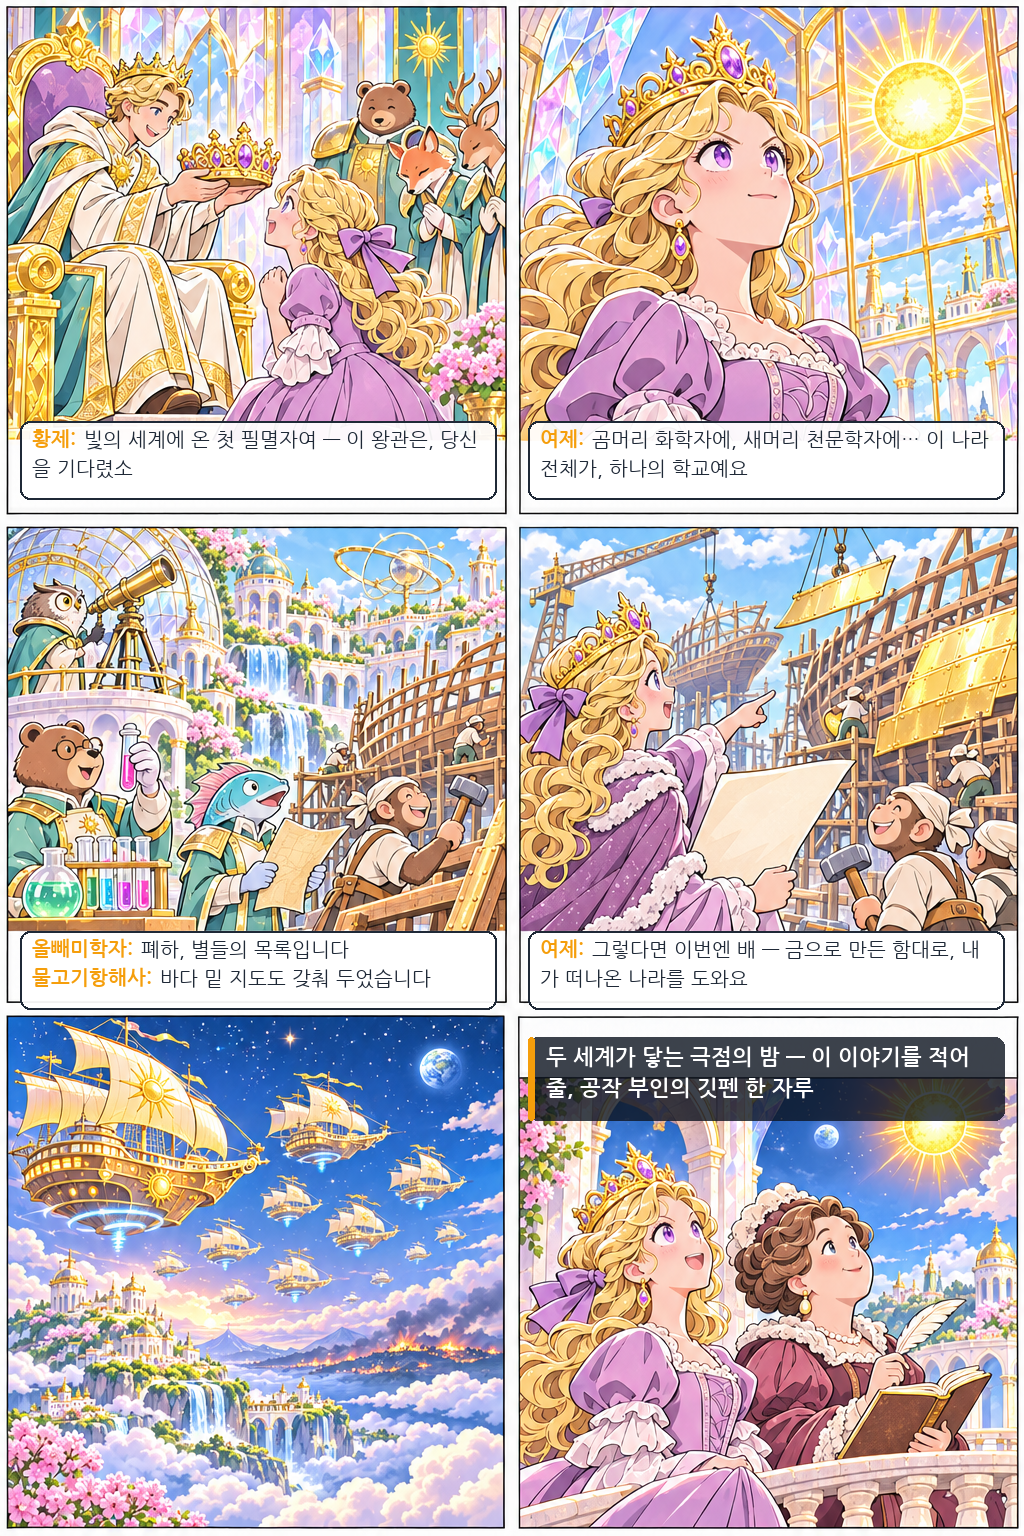 황제: 빛의 세계에 온 첫 필멸자여 — 이 왕관은, 당신
을 기다렸소
여제: 곰머리 화학자에, 새머리 천문학자에… 이 나라
전체가, 하나의 학교예요
올빼미학자: 폐하, 별들의 목록입니다
물고기항해사: 바다 밑 지도도 갖춰 두었습니다
여제: 그렇다면 이번엔 배 — 금으로 만든 함대로, 내
가 떠나온 나라를 도와요
두 세계가 닿는 극점의 밤 — 이 이야기를 적어
줄, 공작 부인의 깃펜 한 자루